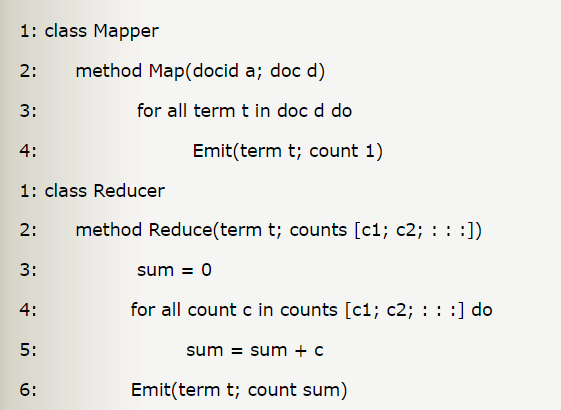 1: class Mapper
2: method Map(docid a; doc d)
3: for all term t in doc d do
4: Emit(term t; count 1)
1: class Reducer
2: method Reduce(term t; counts [c1; c2; : : :])
3: sum = 0
4: for all count c in counts [c1; c2; : : :] do
5: sum = sum + c
6: Emit(term t; count sum)